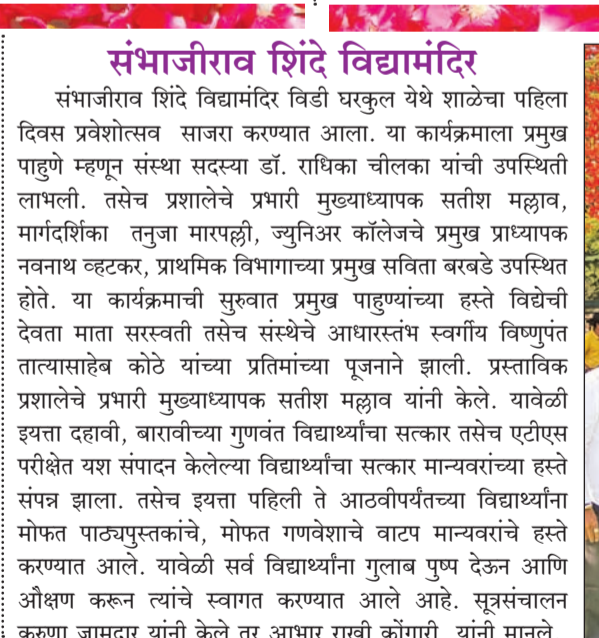 संभाजीराव शिंदे विद्यामंदिर
संभाजीराव शिंदे विद्यामंदिर विडी घरकुल येथे शाळेचा पहिला
दिवस प्रवेशोत्सव साजरा करण्यात आला. या कार्यक्रमाला प्रमुख
पाहुणे म्हणून संस्था सदस्या डॉ. राधिका चीलका यांची उपस्थिती
लाभली. तसेच प्रशालेचे प्रभारी मुख्याध्यापक सतीश मल्लाव,
मार्गदर्शिका तनुजा मारपल्ली, ज्युनिअर कॉलेजचे प्रमुख प्राध्यापक
नवनाथ व्हटकर, प्राथमिक विभागाच्या प्रमुख सविता बरबडे उपस्थित
होते. या कार्यक्रमाची सुरुवात प्रमुख पाहुण्यांच्या हस्ते विद्येची
देवता माता सरस्वती तसेच संस्थेचे आधारस्तंभ स्वर्गीय विष्णुपंत
तात्यासाहेब कोठे यांच्या प्रतिमांच्या पूजनाने झाली. प्रस्ताविक
प्रशालेचे प्रभारी मुख्याध्यापक सतीश मल्लाव यांनी केले. यावेळी
इयत्ता दहावी, बारावीच्या गुणवंत विद्यार्थ्यांचा सत्कार तसेच एटीएस
परीक्षेत यश संपादन केलेल्या विद्यार्थ्यांचा सत्कार मान्यवरांच्या हस्ते
संपन्न झाला. तसेच इयत्ता पहिली ते आठवीपर्यंतच्या विद्यार्थ्यांना
मोफत पाठ्यपुस्तकांचे, मोफत गणवेशाचे वाटप मान्यवरांचे हस्ते
करण्यात आले. यावेळी सर्व विद्यार्थ्यांना गुलाब पुष्प देऊन आणि
औक्षण करून त्यांचे स्वागत करण्यात आले आहे. सूत्रसंचालन
करुणा जामदार यांनी केले तर आभार राखी कोंगारी यांनी मानले.